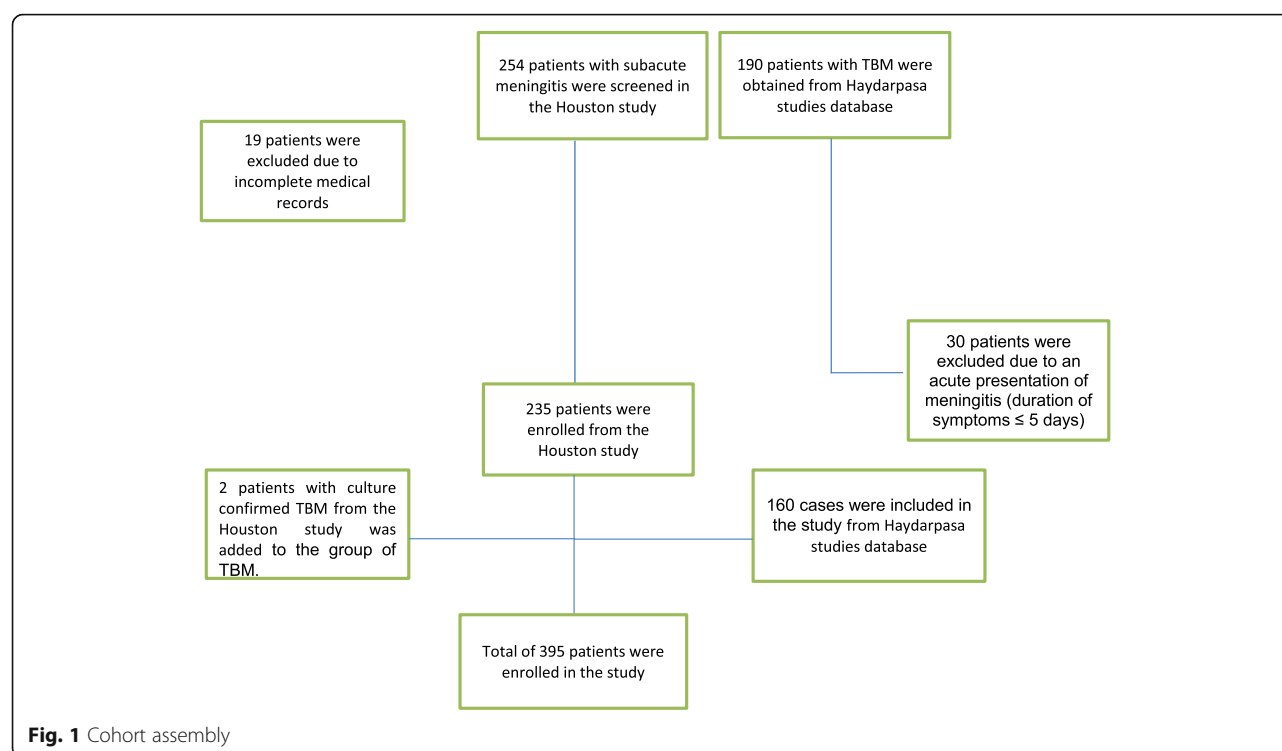 254 patients with subacute
meningitis were screened in
the Houston study
190 patients with TBM were
obtained from Haydarpasa
studies database
19 patients were
excluded due to
incomplete medical
records
30 patients were
excluded due to an
acute presentation of
meningitis (duration of
symptoms ≤ 5 days)
235 patients were
enrolled from the
Houston study
2 patients with culture
confirmed TBM from the
Houston study was
added to the group of
TBM.
160 cases were included in
the study from Haydarpasa
studies database
Total of 395 patients were
enrolled in the study
Fig. 1 Cohort assembly